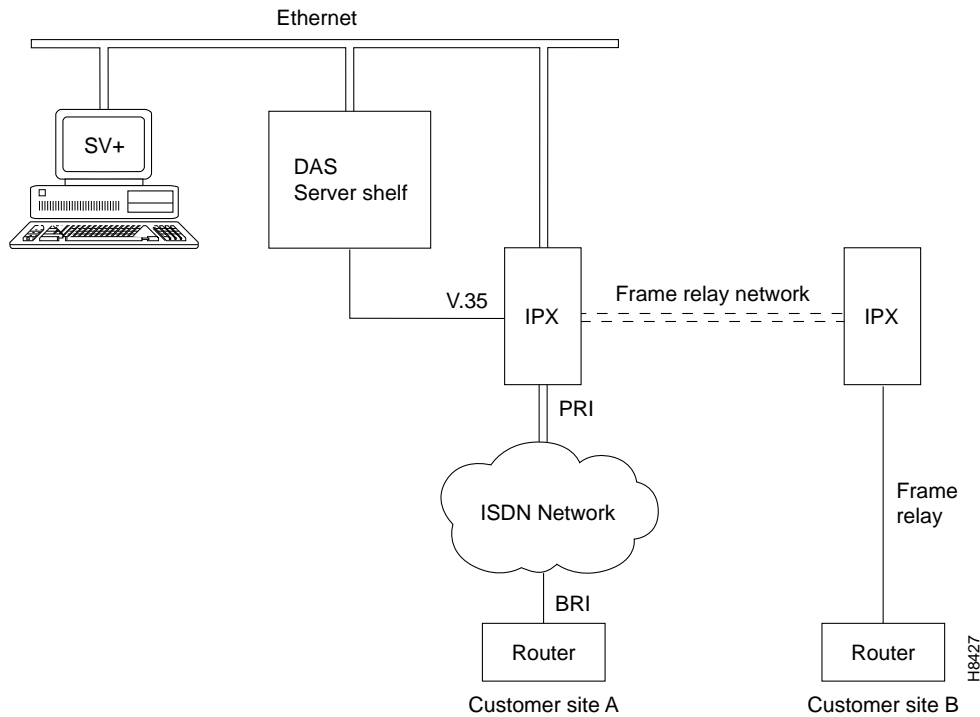 Ethernet
SV+
DAS
Server shelf
V.35
IPX
Frame relay network
IPX
PRI
ISDN Network
Frame
relay
BRI
Router
Router
Customer site A
Customer site B
H8427